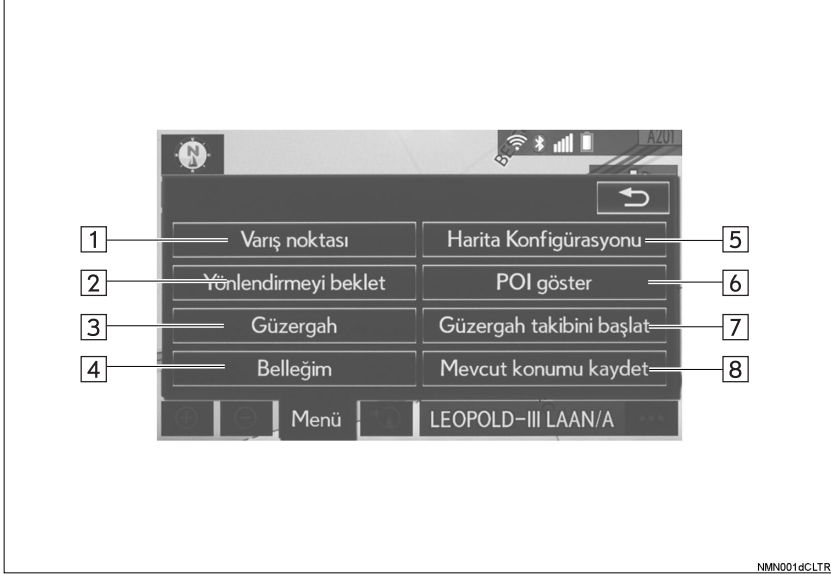 N
A201
1 Varış noktası Harita Konfigürasyonu 5
2 Yönlendirmeyi beklet POI göster 6
3 Güzergah Güzergah takibini başlat 7
4 Belleğim Mevcut konumu kaydet 8
Menü LEOPOLD-III LAAN/A ...
NMN001dCLTR